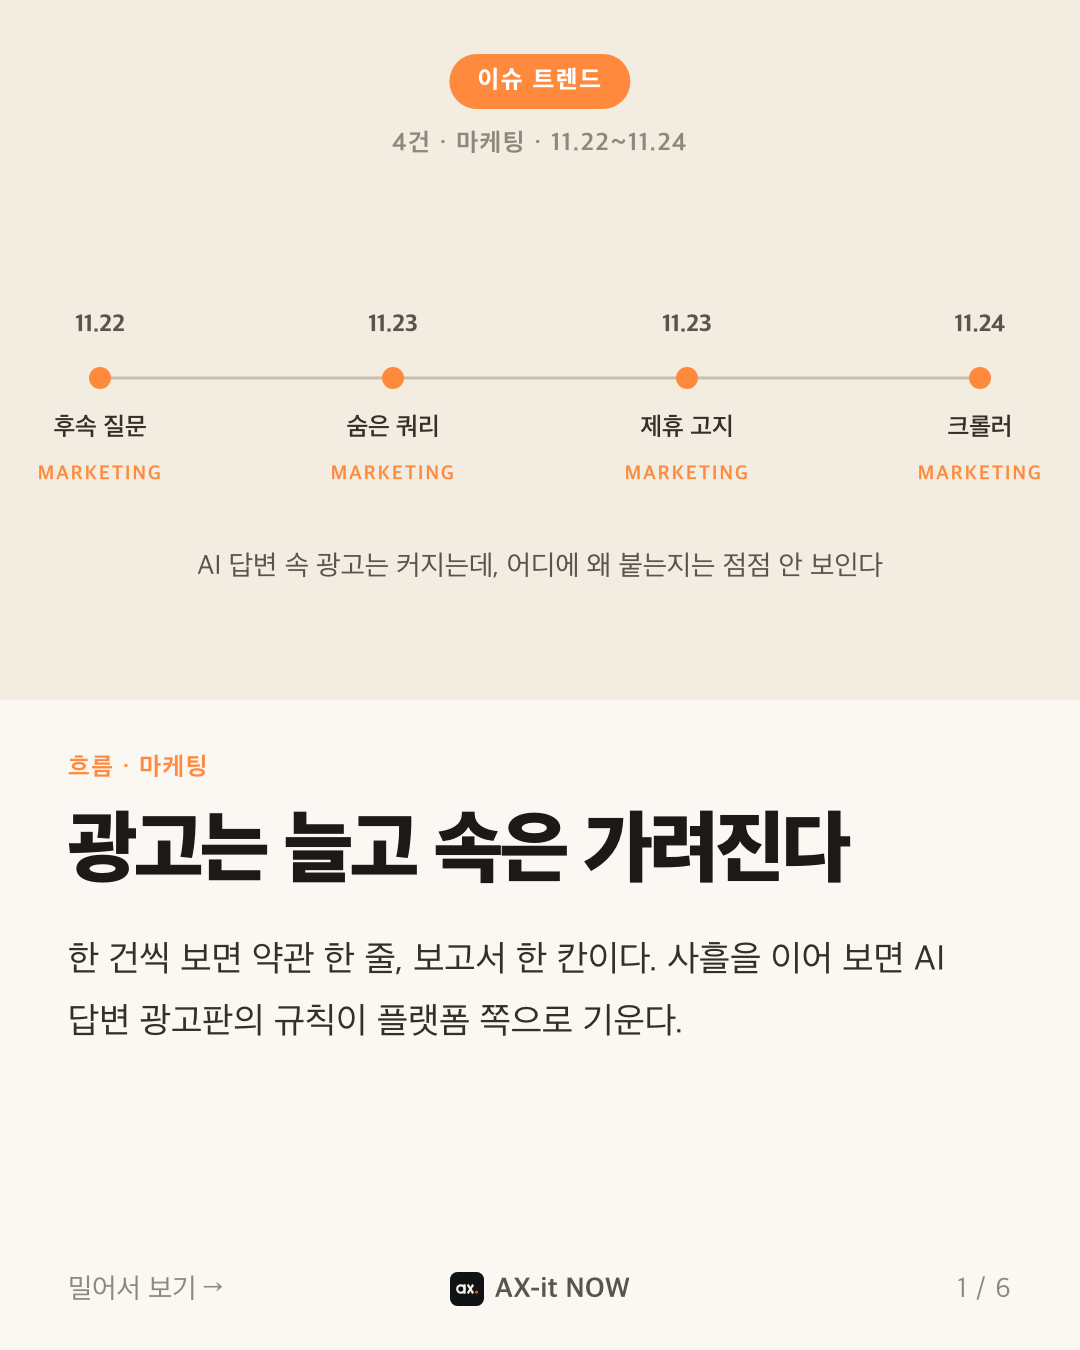 이슈 트렌드
4건 · 마케팅 · 11.22~11.24
11.22 11.23 11.23 11.24
후속 질문 숨은 쿼리 제휴 고지 크롤러
MARKETING MARKETING MARKETING MARKETING
AI 답변 속 광고는 커지는데, 어디에 왜 붙는지는 점점 안 보인다
흐름 · 마케팅
광고는 늘고 속은 가려진다
한 건씩 보면 약관 한 줄, 보고서 한 칸이다. 사흘을 이어 보면 AI
답변 광고판의 규칙이 플랫폼 쪽으로 기운다.
밀어서 보기 → ax. AX-it NOW 1 / 6